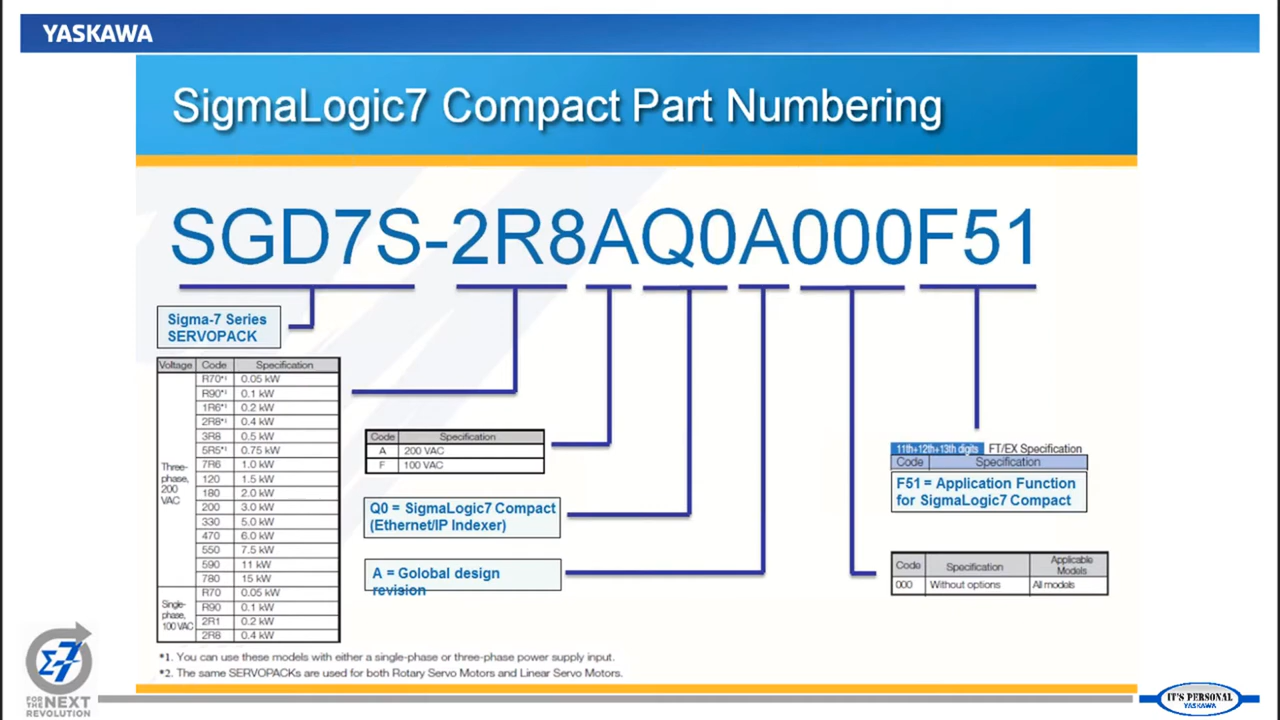 YASKAWA
SigmaLogic7 Compact Part Numbering
SGD7S-2R8AQ0A000F51
Sigma-7 Series
SERVOPACK
Voltage Code Specification
Three-phase, 200 VAC
R70*1 0.05 kW
R90*1 0.1 kW
1R6*1 0.2 kW
2R8*1 0.4 kW
3R8 0.5 kW
5R5*1 0.75 kW
7R6 1.0 kW
120 1.5 kW
180 2.0 kW
200 3.0 kW
330 5.0 kW
470 6.0 kW
550 7.5 kW
590 11 kW
780 15 kW
Single-phase, 100 VAC
R70 0.05 kW
R90 0.1 kW
2R1 0.2 kW
2R8 0.4 kW
Code Specification
A 200 VAC
F 100 VAC
Q0 = SigmaLogic7 Compact
(Ethernet/IP Indexer)
A = Golobal design
revision
11th+12th+13th digits FT/EX Specification
Code Specification
F51 = Application Function
for SigmaLogic7 Compact
Code Specification Applicable Models
000 Without options All models
*1. You can use these models with either a single-phase or three-phase power supply input.
*2. The same SERVOPACKs are used for both Rotary Servo Motors and Linear Servo Motors.
Σ7
FOR THE NEXT
REVOLUTION
IT'S PERSONAL
YASKAWA